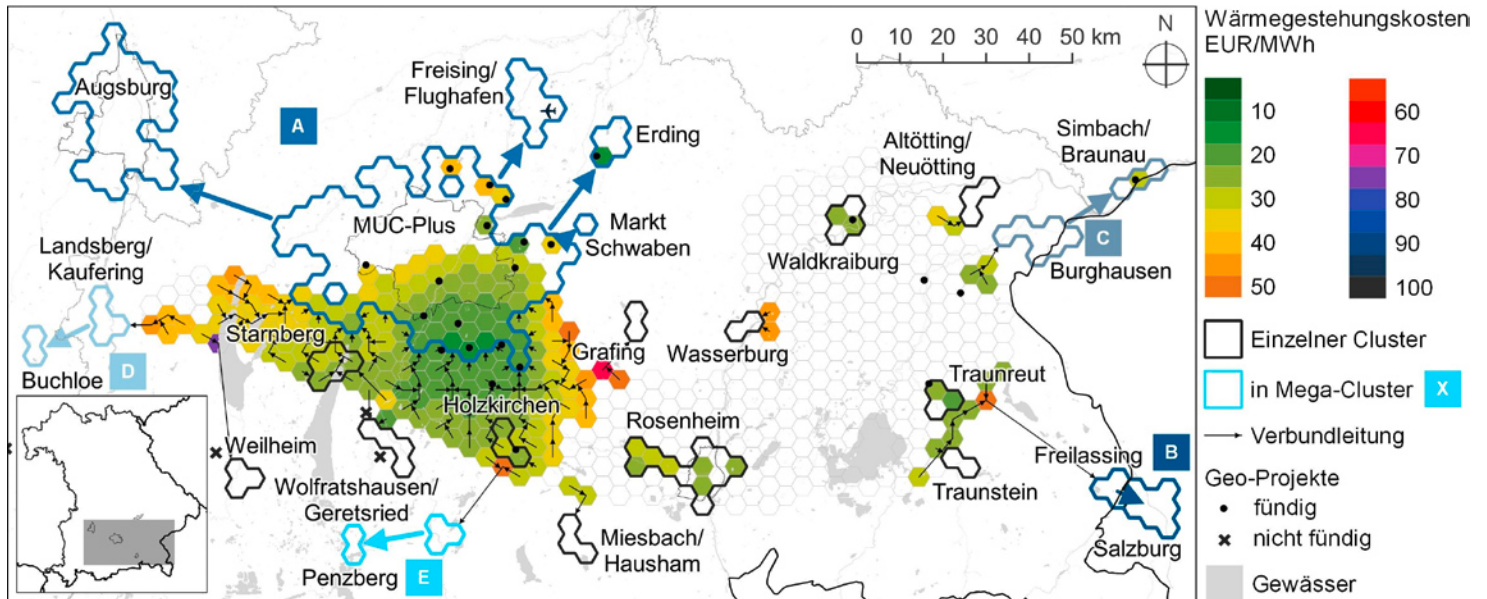 Augsburg
A
Freising/
Flughafen
Erding
MUC-Plus
Markt
Schwaben
Landsberg/
Kaufering
D
Buchloe
Starnberg
Weilheim
Wolfratshausen/
Geretsried
Holzkirchen
Grafing
Penzberg
E
Miesbach/
Hausham
Rosenheim
Wasserburg
Waldkraiburg
Altötting/
Neuötting
Simbach/
Braunau
C
Burghausen
Traunreut
Traunstein
Freilassing
B
Salzburg
0 10 20 30 40 50 km
N
Wärmegestehungskosten
EUR/MWh
10
20
30
40
50
60
70
80
90
100
Einzelner Cluster
in Mega-Cluster X
Verbundleitung
Geo-Projekte
fündig
nicht fündig
Gewässer